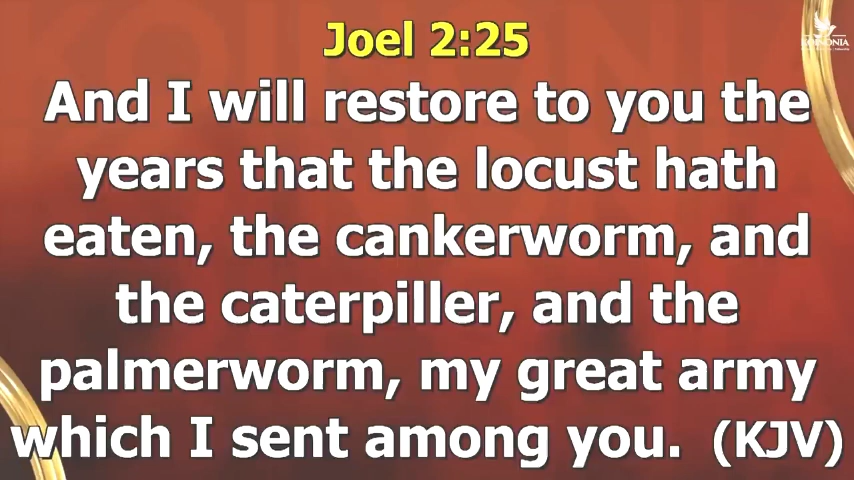 Joel 2:25
KOINONIA
And I will restore to you the
years that the locust hath
eaten, the cankerworm, and
the caterpiller, and the
palmerworm, my great army
which I sent among you. (KJV)